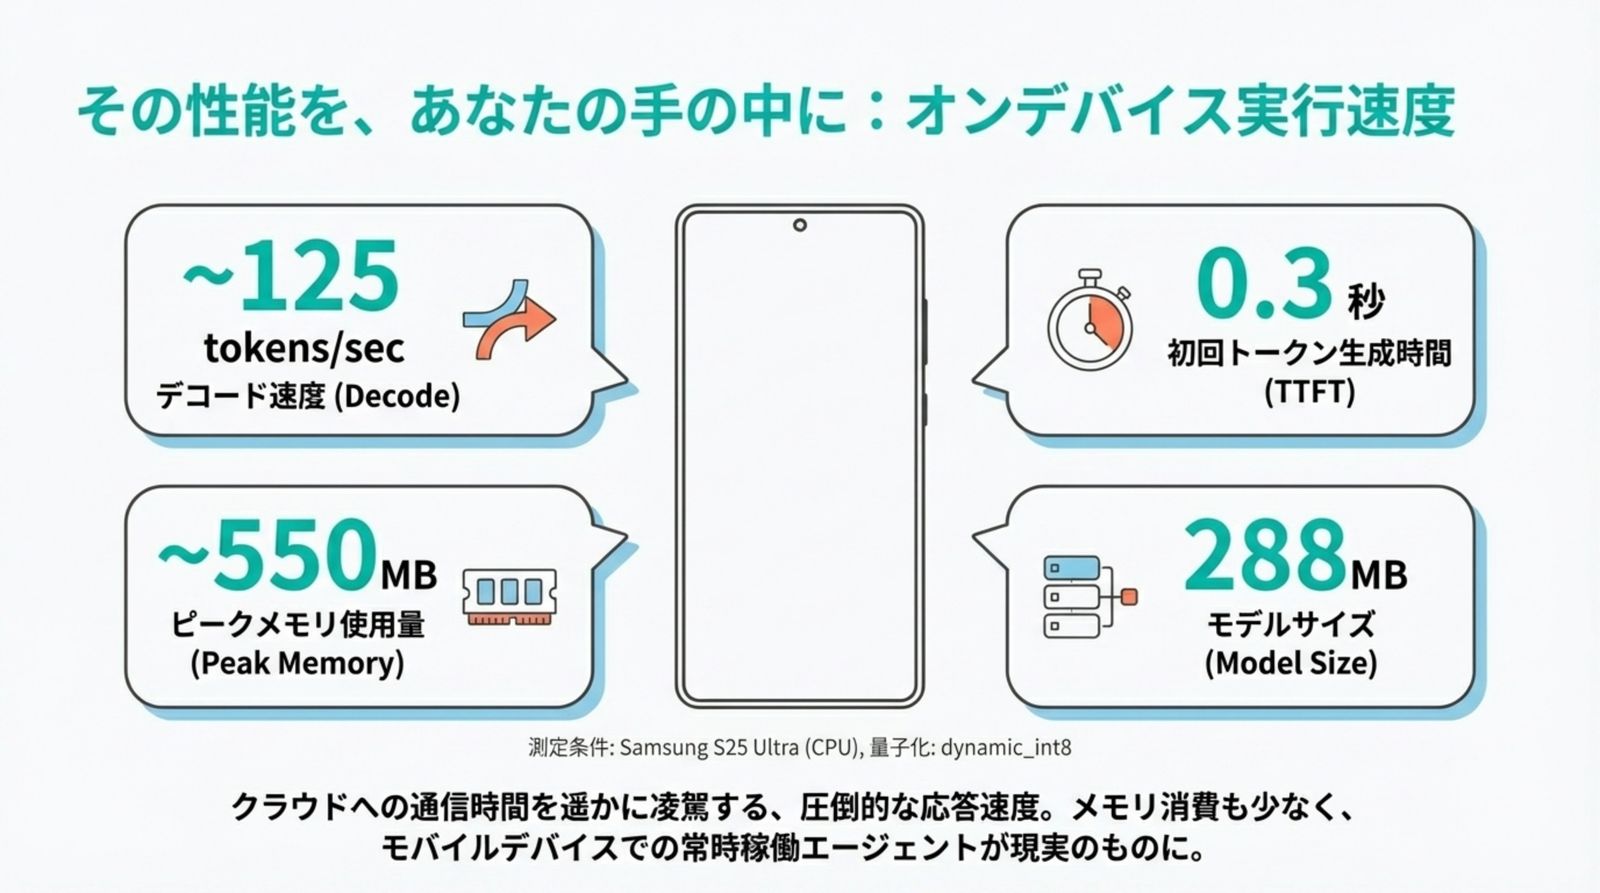 その性能を、あなたの手の中に：オンデバイス実行速度
~125
tokens/sec
デコード速度 (Decode)
0.3 秒
初回トークン生成時間
(TTFT)
~550MB
ピークメモリ使用量
(Peak Memory)
288MB
モデルサイズ
(Model Size)
測定条件: Samsung S25 Ultra (CPU), 量子化: dynamic_int8
クラウドへの通信時間を遥かに凌駕する、圧倒的な応答速度。メモリ消費も少なく、
モバイルデバイスでの常時稼働エージェントが現実のものに。